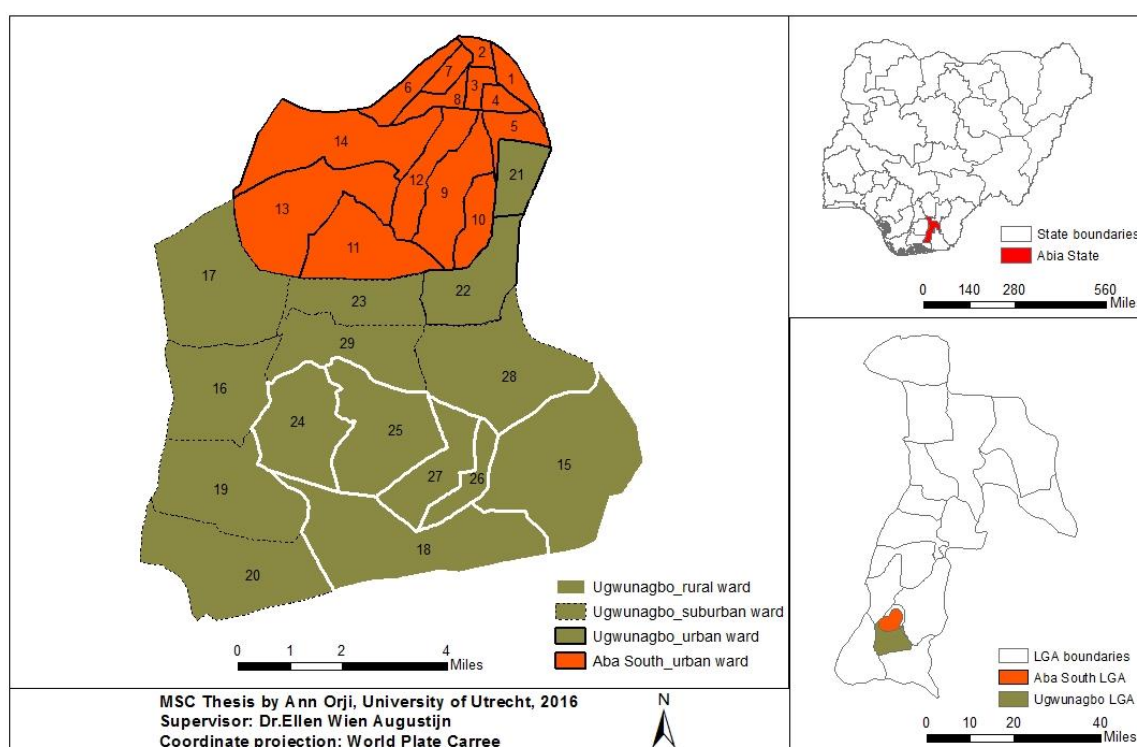 2
7
1
6
3
8
4
5
14
21
12
9
13
10
11
17
22
23
29
28
16
24
25
15
27
26
19
18
20
Ugwunagbo_rural ward
Ugwunagbo_suburban ward
Ugwunagbo_urban ward
Aba South_urban ward
0 1 2 4
Miles
MSC Thesis by Ann Orji, University of Utrecht, 2016
Supervisor: Dr.Ellen Wien Augustijn
Coordinate projection: World Plate Carree
N
State boundaries
Abia State
0 140 280 560
Miles
LGA boundaries
Aba South LGA
Ugwunagbo LGA
0 10 20 40
Miles